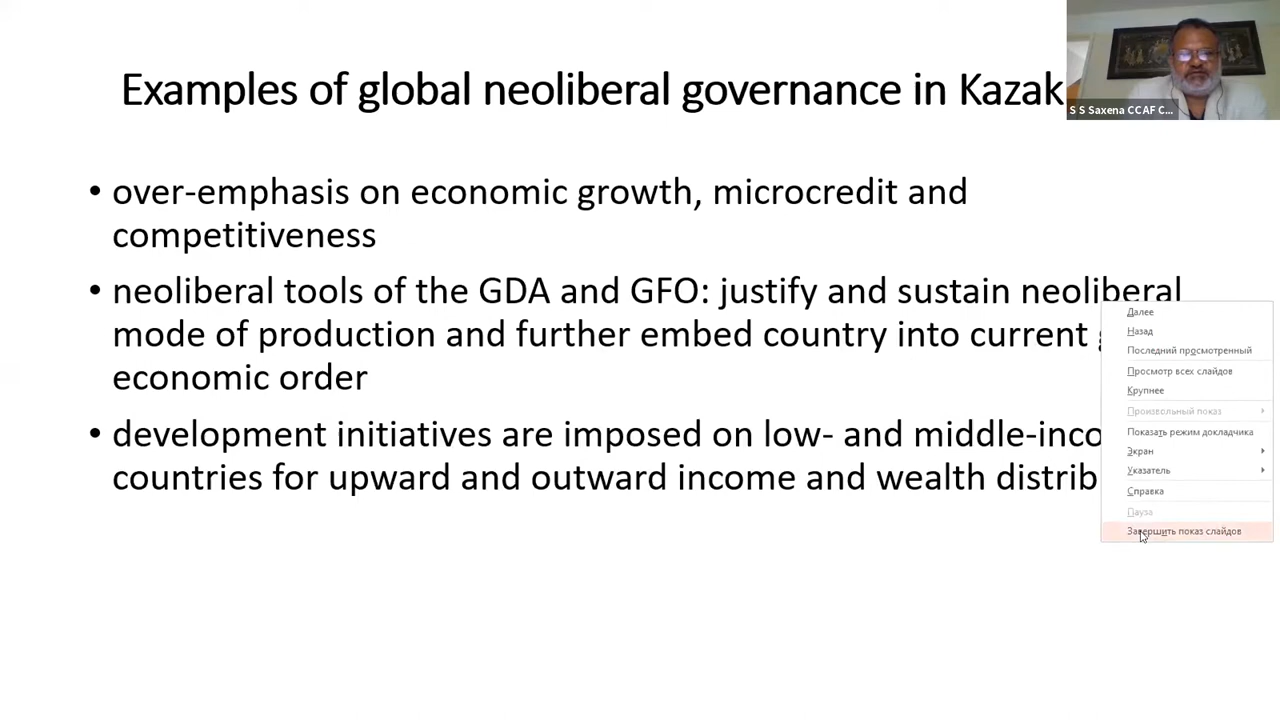 Examples of global neoliberal governance in Kazak
S S Saxena CCAF C...
• over-emphasis on economic growth, microcredit and
competitiveness
• neoliberal tools of the GDA and GFO: justify and sustain neoliberal
mode of production and further embed country into current
economic order
• development initiatives are imposed on low- and middle-inco
countries for upward and outward income and wealth distrib
Далее
Назад
Последний просмотренный
Просмотр всех слайдов
Крупнее
Произвольный показ
Показать режим докладчика
Экран
Указатель
Справка
Пауза
Завершить показ слайдов